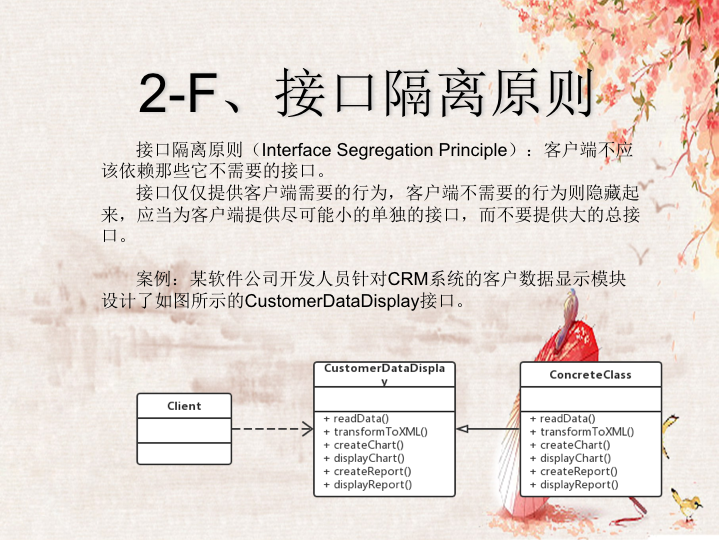 2-F、接口隔离原则
接口隔离原则（Interface Segregation Principle）：客户端不应
该依赖那些它不需要的接口。
接口仅仅提供客户端需要的行为，客户端不需要的行为则隐藏起
来，应当为客户端提供尽可能小的单独的接口，而不要提供大的总接
口。
案例：某软件公司开发人员针对CRM系统的客户数据显示模块
设计了如图所示的CustomerDataDisplay接口。
Client
CustomerDataDispla
y
+ readData()
+ transformToXML()
+ createChart()
+ displayChart()
+ createReport()
+ displayReport()
ConcreteClass
+ readData()
+ transformToXML()
+ createChart()
+ displayChart()
+ createReport()
+ displayReport()